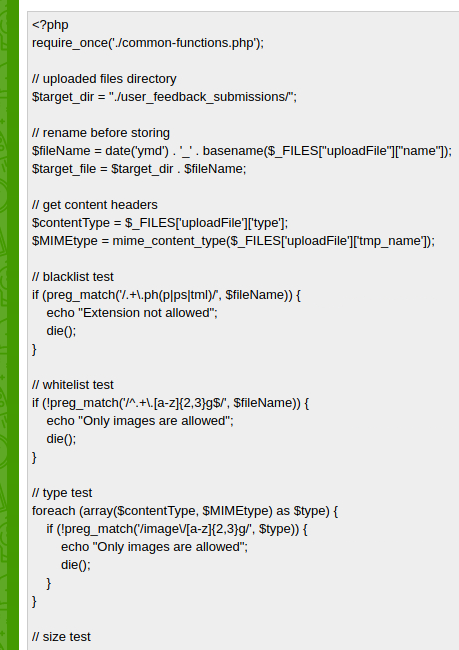 <?php
require_once('./common-functions.php');
// uploaded files directory
$target_dir = "./user_feedback_submissions/";
// rename before storing
$fileName = date('ymd') . '_' . basename($_FILES["uploadFile"]["name"]);
$target_file = $target_dir . $fileName;
// get content headers
$contentType = $_FILES['uploadFile']['type'];
$MIMEtype = mime_content_type($_FILES['uploadFile']['tmp_name']);
// blacklist test
if (preg_match('/.+\.ph(p|ps|tml)/', $fileName)) {
echo "Extension not allowed";
die();
}
// whitelist test
if (!preg_match('/^.+\.[a-z]{2,3}g$/', $fileName)) {
echo "Only images are allowed";
die();
}
// type test
foreach (array($contentType, $MIMEtype) as $type) {
if (!preg_match('/image\/[a-z]{2,3}g/', $type)) {
echo "Only images are allowed";
die();
}
}
// size test